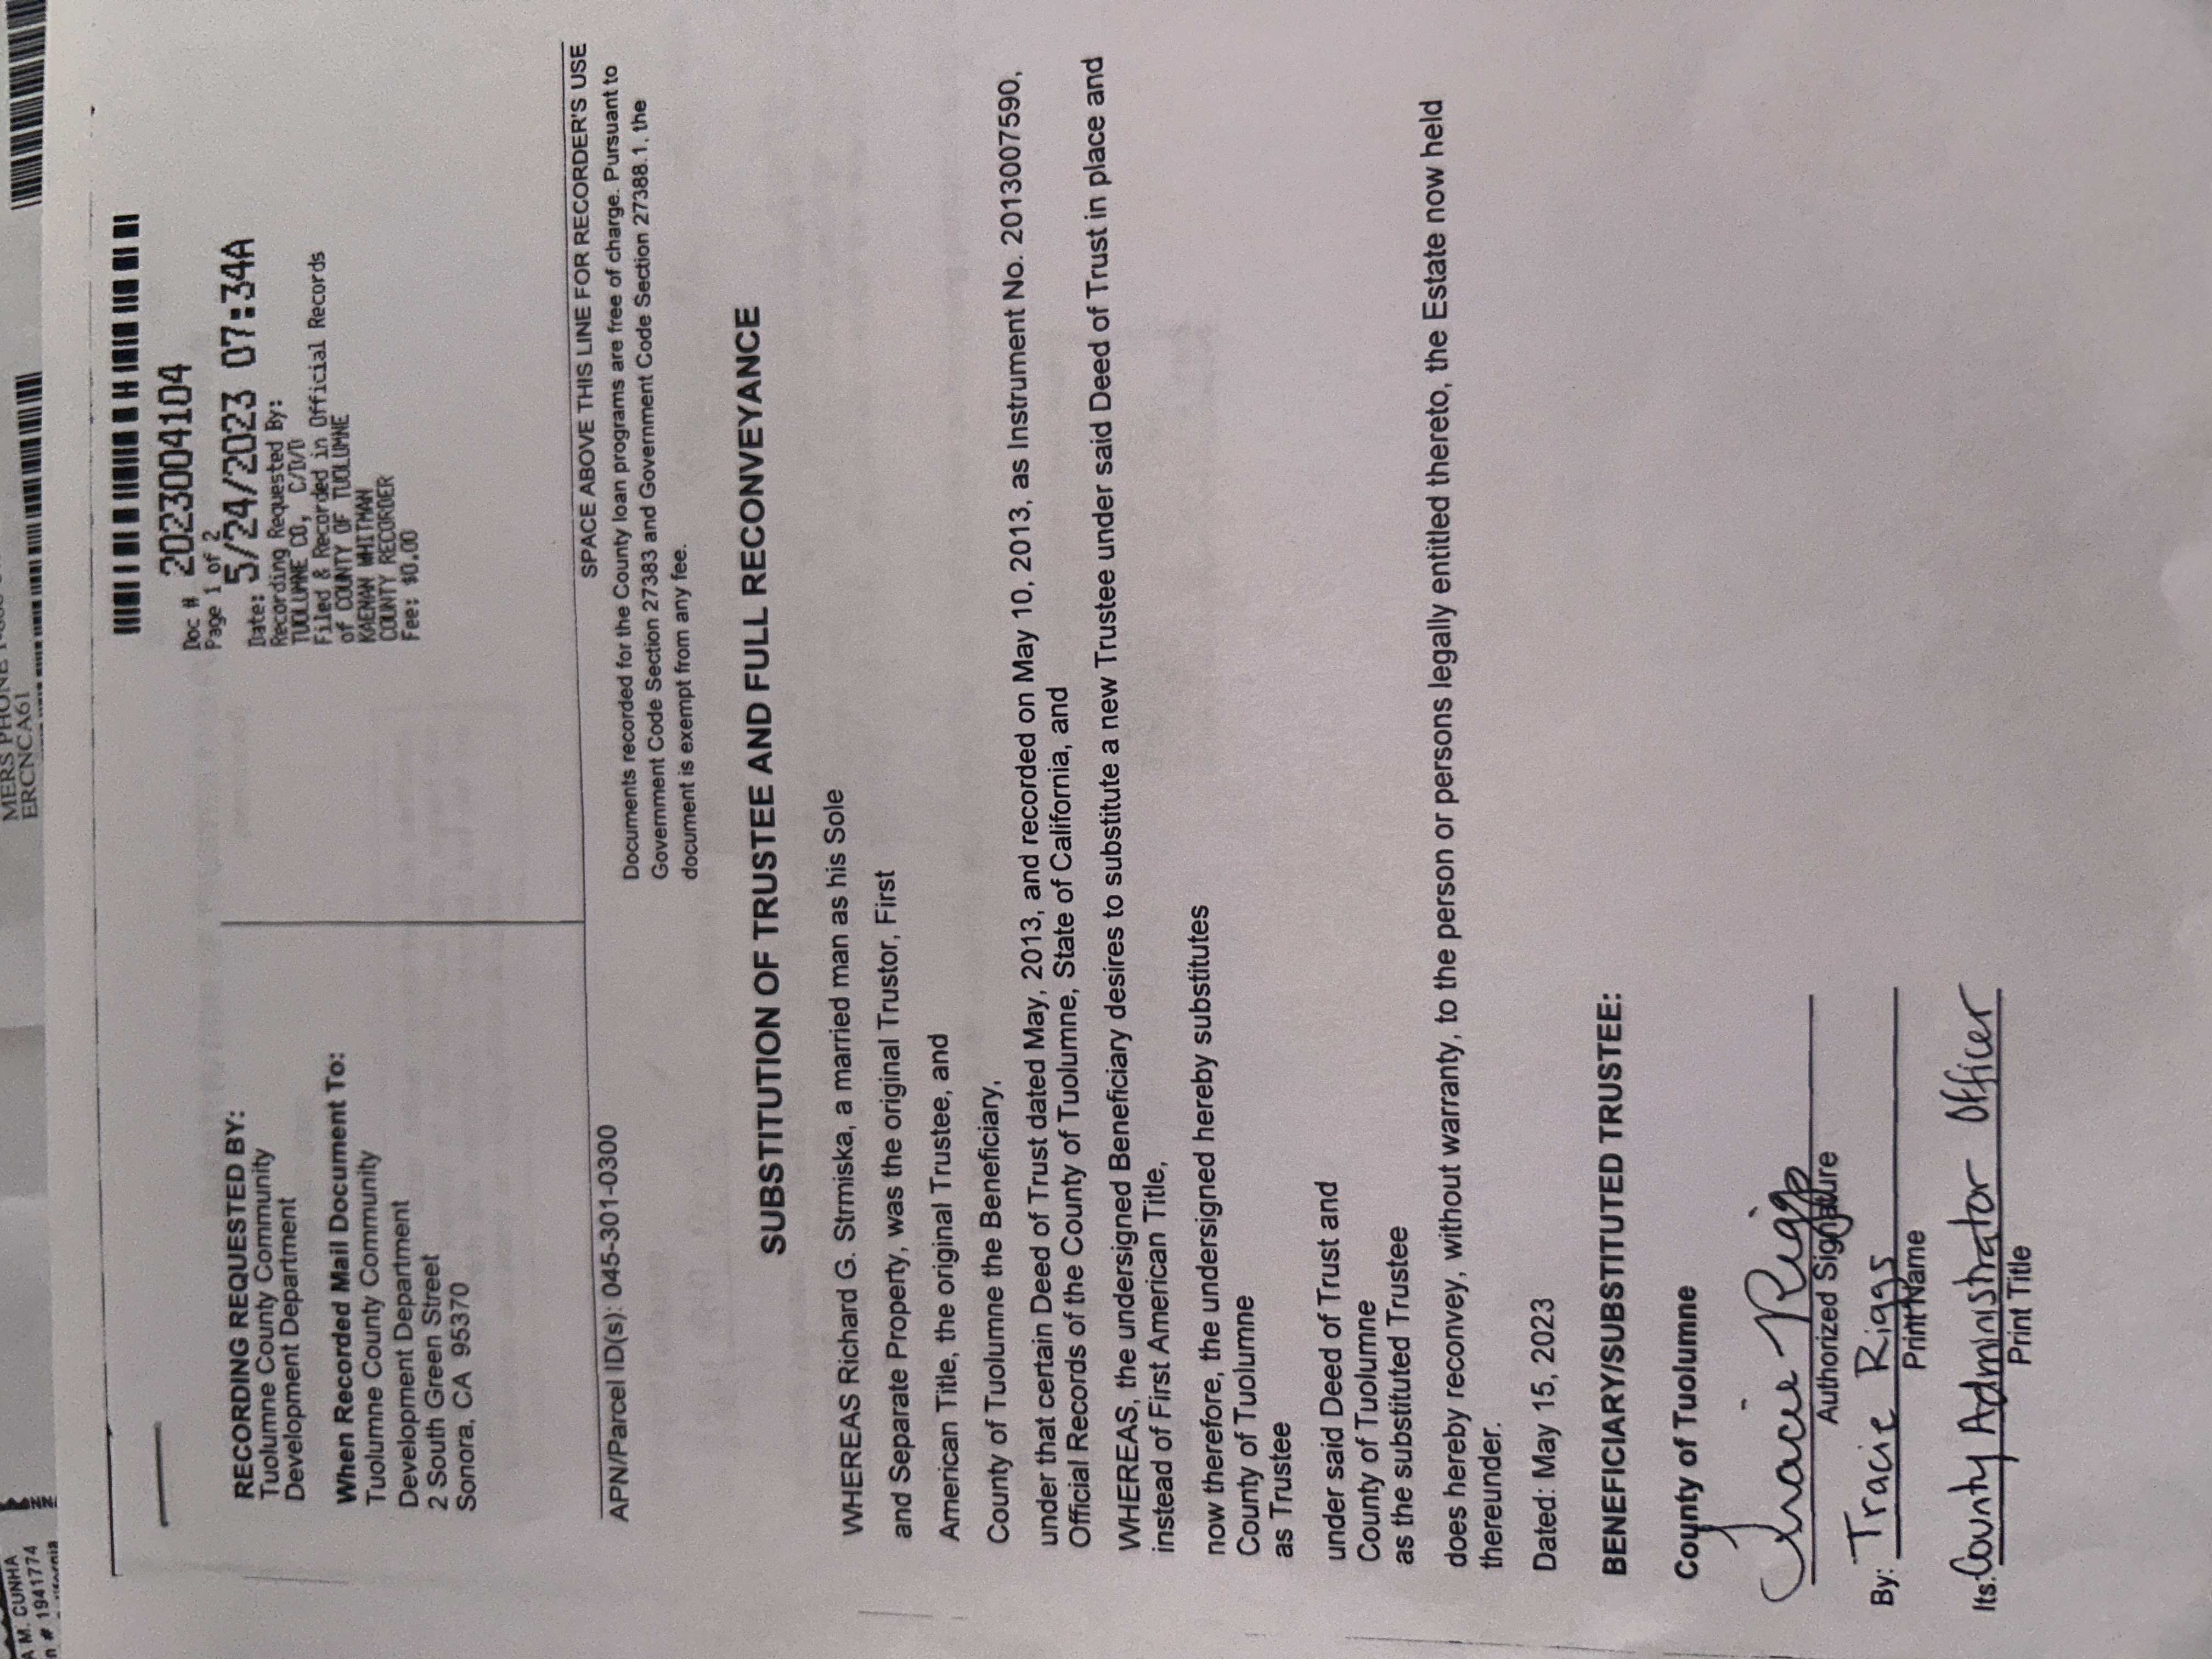 A M. CUNHA
# 1941774
MERS PHONE
ERCNCA61
Doc # 2023004104
Page 1 of 2
Date: 5/24/2023 07:34A
Recording Requested By:
TUOLUMNE CO, C/D/D
Filed & Recorded in Official Records
of COUNTY OF TUOLUMNE
KAENAN WHITMAN
COUNTY RECORDER
Fee: $0.00
RECORDING REQUESTED BY:
Tuolumne County Community
Development Department
When Recorded Mail Document To:
Tuolumne County Community
Development Department
2 South Green Street
Sonora, CA 95370
SPACE ABOVE THIS LINE FOR RECORDER'S USE
APN/Parcel ID(s): 045-301-0300
Documents recorded for the County loan programs are free of charge. Pursuant to
Government Code Section 27383 and Government Code Section 27388.1, the
document is exempt from any fee.
SUBSTITUTION OF TRUSTEE AND FULL RECONVEYANCE
WHEREAS Richard G. Strmiska, a married man as his Sole
and Separate Property, was the original Trustor, First
American Title, the original Trustee, and
County of Tuolumne the Beneficiary,
under that certain Deed of Trust dated May, 2013, and recorded on May 10, 2013, as Instrument No. 2013007590,
Official Records of the County of Tuolumne, State of California, and
WHEREAS, the undersigned Beneficiary desires to substitute a new Trustee under said Deed of Trust in place and
instead of First American Title,
now therefore, the undersigned hereby substitutes
County of Tuolumne
as Trustee
under said Deed of Trust and
County of Tuolumne
as the substituted Trustee
does hereby reconvey, without warranty, to the person or persons legally entitled thereto, the Estate now held
thereunder.
Dated: May 15, 2023
BENEFICIARY/SUBSTITUTED TRUSTEE:
County of Tuolumne
Tracie Riggs
Authorized Signature
By: Tracie Riggs
Print Name
Its: County Administrator Officer
Print Title